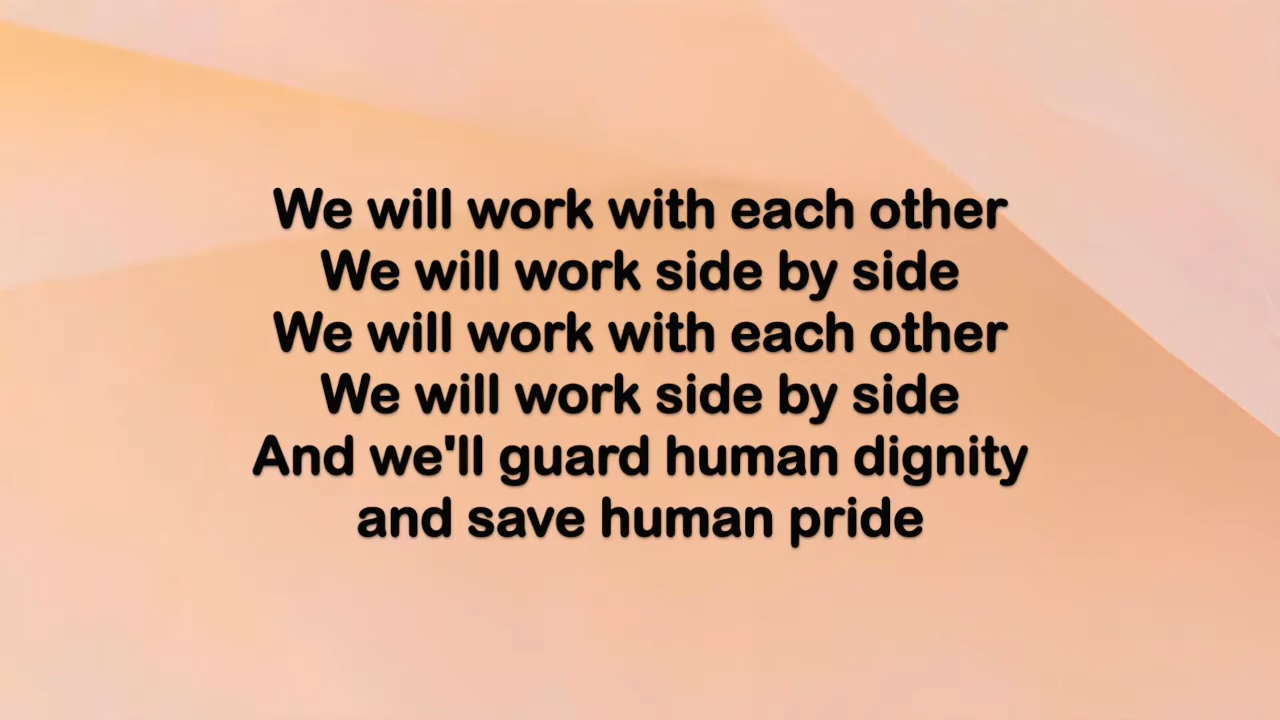 We will work with each other
We will work side by side
We will work with each other
We will work side by side
And we'll guard human dignity
and save human pride